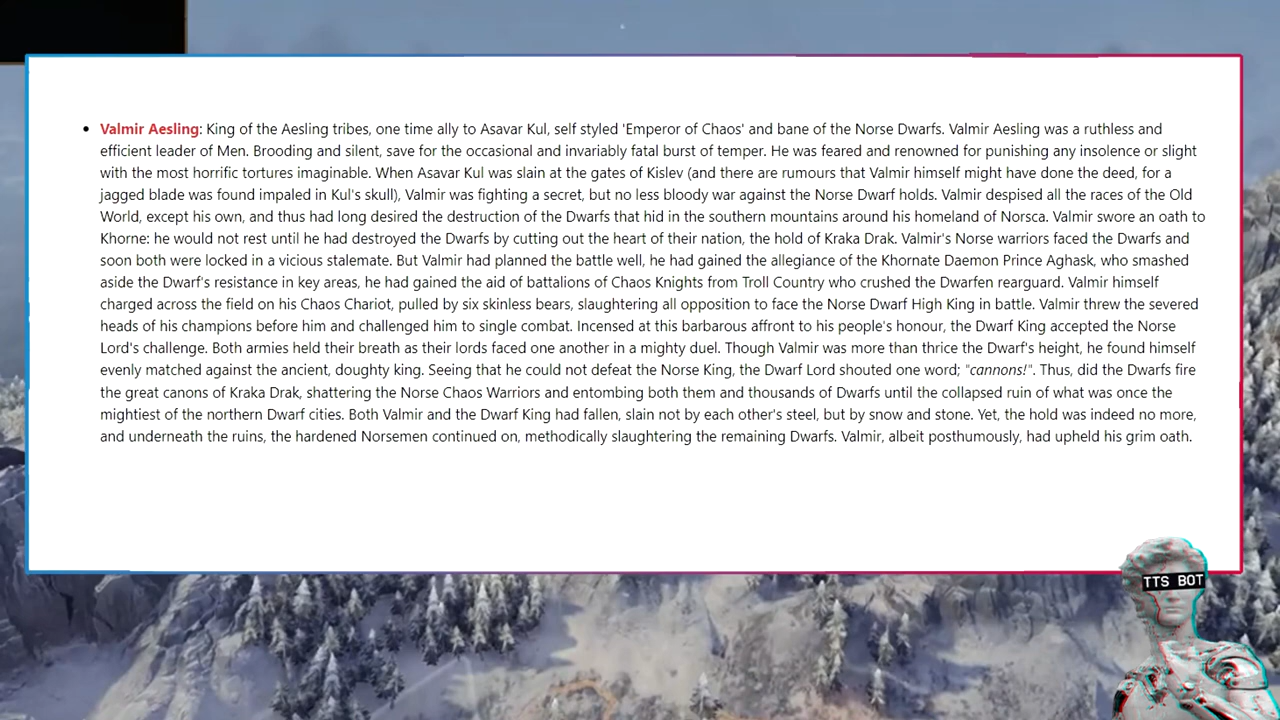 • Valmir Aesling: King of the Aesling tribes, one time ally to Asavar Kul, self styled 'Emperor of Chaos' and bane of the Norse Dwarfs. Valmir Aesling was a ruthless and
efficient leader of Men. Brooding and silent, save for the occasional and invariably fatal burst of temper. He was feared and renowned for punishing any insolence or slight
with the most horrific tortures imaginable. When Asavar Kul was slain at the gates of Kislev (and there are rumours that Valmir himself might have done the deed, for a
jagged blade was found impaled in Kul's skull), Valmir was fighting a secret, but no less bloody war against the Norse Dwarf holds. Valmir despised all the races of the Old
World, except his own, and thus had long desired the destruction of the Dwarfs that hid in the southern mountains around his homeland of Norsca. Valmir swore an oath to
Khorne: he would not rest until he had destroyed the Dwarfs by cutting out the heart of their nation, the hold of Kraka Drak. Valmir's Norse warriors faced the Dwarfs and
soon both were locked in a vicious stalemate. But Valmir had planned the battle well, he had gained the allegiance of the Khornate Daemon Prince Aghask, who smashed
aside the Dwarf's resistance in key areas, he had gained the aid of battalions of Chaos Knights from Troll Country who crushed the Dwarfen rearguard. Valmir himself
charged across the field on his Chaos Chariot, pulled by six skinless bears, slaughtering all opposition to face the Norse Dwarf High King in battle. Valmir threw the severed
heads of his champions before him and challenged him to single combat. Incensed at this barbarous affront to his people's honour, the Dwarf King accepted the Norse
Lord's challenge. Both armies held their breath as their lords faced one another in a mighty duel. Though Valmir was more than thrice the Dwarf's height, he found himself
evenly matched against the ancient, doughty king. Seeing that he could not defeat the Norse King, the Dwarf Lord shouted one word; "cannons!". Thus, did the Dwarfs fire
the great canons of Kraka Drak, shattering the Norse Chaos Warriors and entombing both them and thousands of Dwarfs until the collapsed ruin of what was once the
mightiest of the northern Dwarf cities. Both Valmir and the Dwarf King had fallen, slain not by each other's steel, but by snow and stone. Yet, the hold was indeed no more,
and underneath the ruins, the hardened Norsemen continued on, methodically slaughtering the remaining Dwarfs. Valmir, albeit posthumously, had upheld his grim oath.
TTS BOT